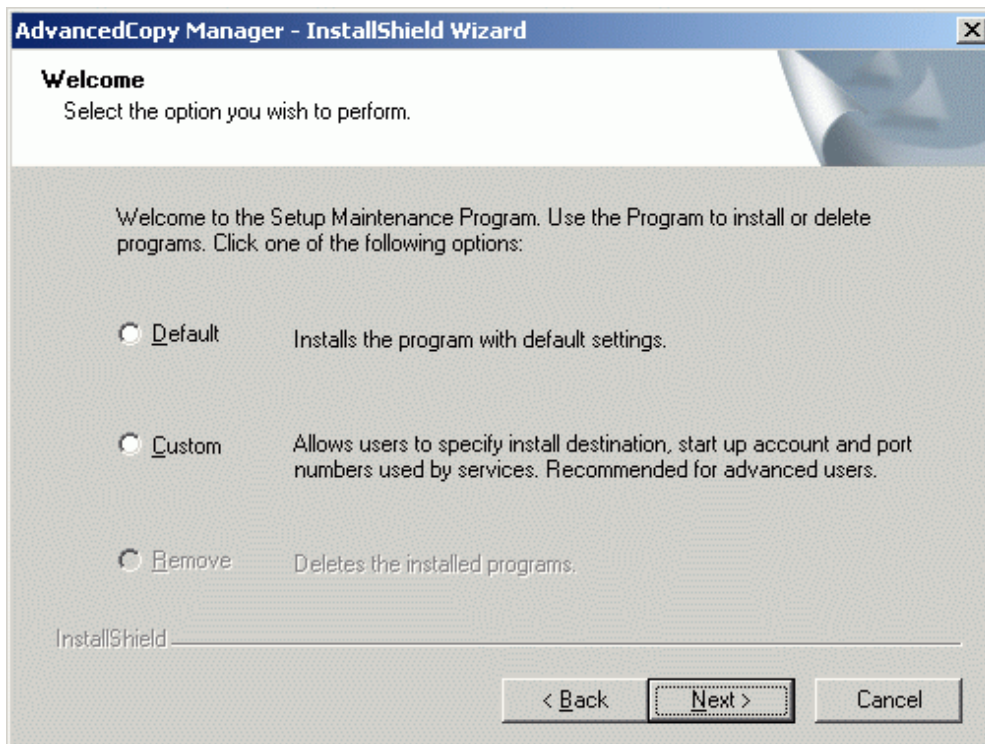 AdvancedCopy Manager - InstallShield Wizard
Welcome
Select the option you wish to perform.
Welcome to the Setup Maintenance Program. Use the Program to install or delete
programs. Click one of the following options:
Default
Installs the program with default settings.
Custom
Allows users to specify install destination, start up account and port
numbers used by services. Recommended for advanced users.
Remove
Deletes the installed programs.
InstallShield
< Back
Next >
Cancel